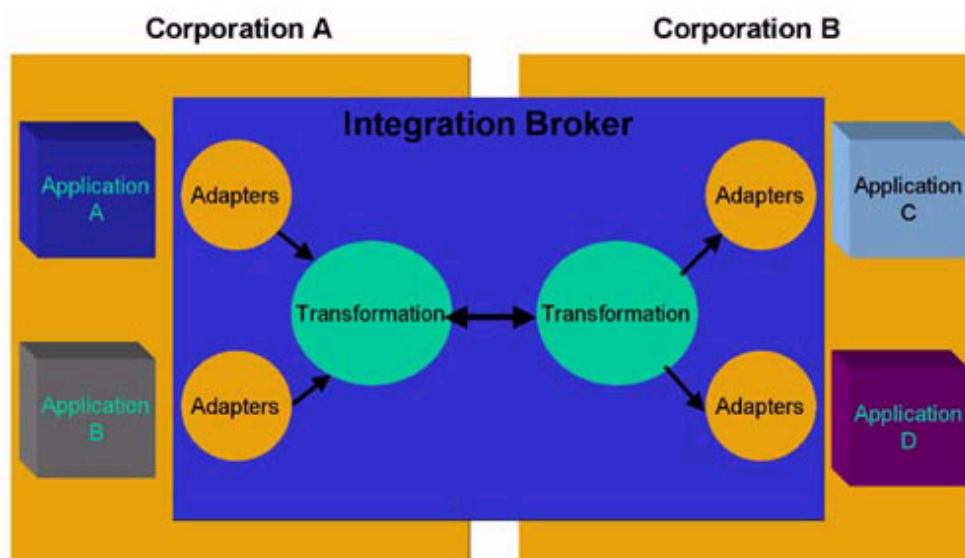 Corporation A
Corporation B
Integration Broker
Application
A
Adapters
Adapters
Application
C
Transformation
Transformation
Application
B
Adapters
Adapters
Application
D